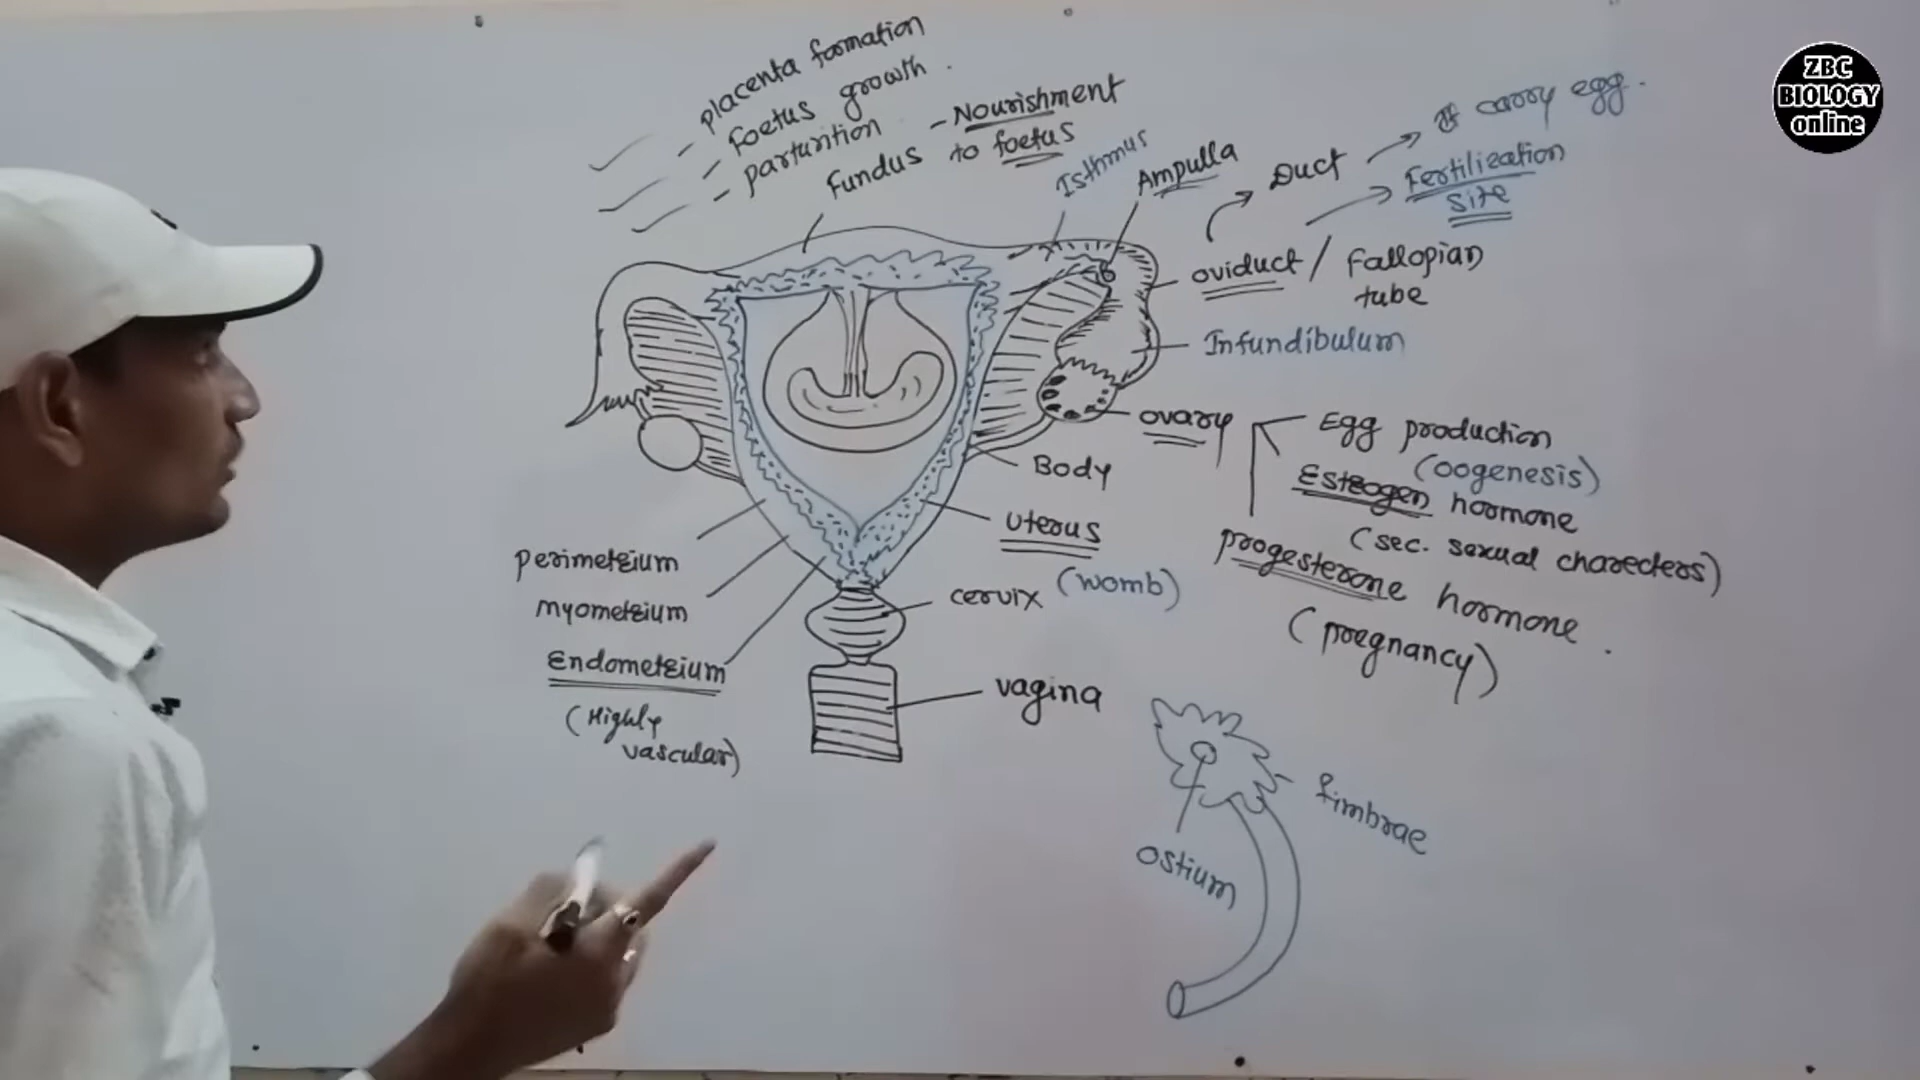 - placenta formation
- foetus growth.
- parturition
Fundus
- Nourishment
to foetus
Isthmus
Ampulla
Duct
carry egg.
Fertilization
site
oviduct / Fallopian
tube
Infundibulum
ovary
Egg production
(oogenesis)
Estrogen hormone
(sec. sexual charecters)
progesterone hormone.
(pregnancy)
Body
uterus
(womb)
cervix
vagina
perimetrium
myometrium
Endometrium
(Highly
vascular)
fimbrae
ostium
ZBC
BIOLOGY
online